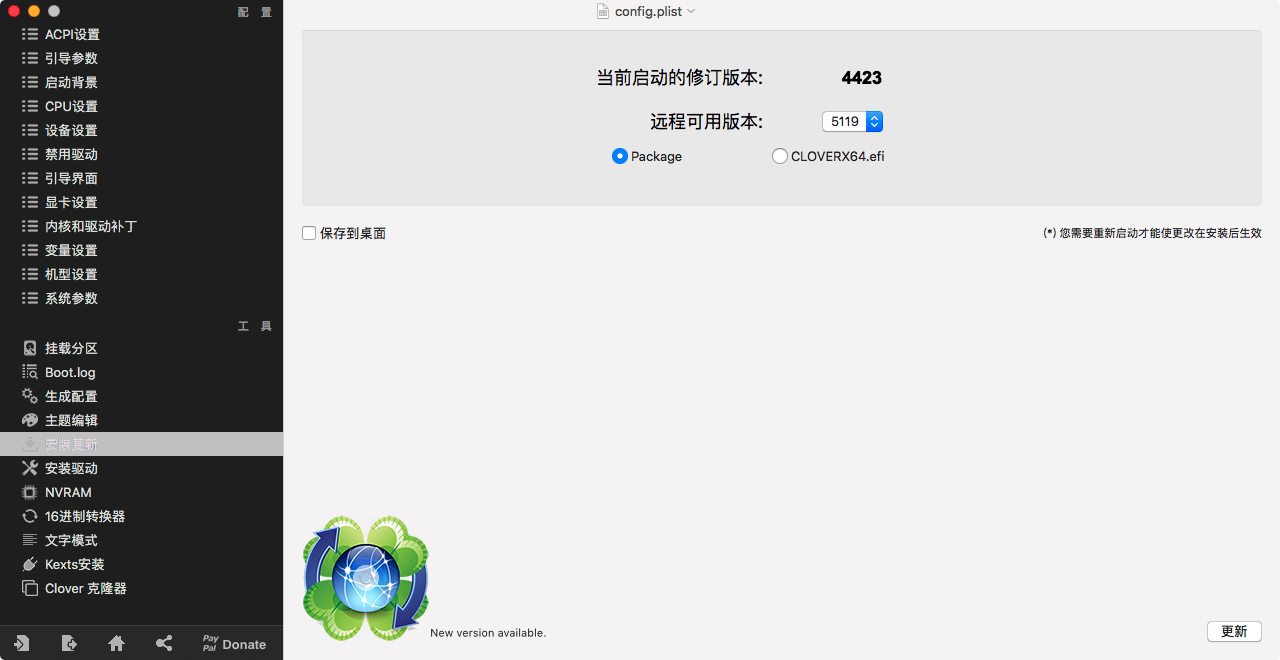 配 置
ACPI设置
引导参数
启动背景
CPU设置
设备设置
禁用驱动
引导界面
显卡设置
内核和驱动补丁
变量设置
机型设置
系统参数
工 具
挂载分区
Boot.log
生成配置
主题编辑
安装更新
安装驱动
NVRAM
16进制转换器
文字模式
Kexts安装
Clover 克隆器
Pay
Pal Donate
config.plist
当前启动的修订版本: 4423
远程可用版本: 5119
Package CLOVERX64.efi
保存到桌面 (*) 您需要重新启动才能使更改在安装后生效
New version available.
更新